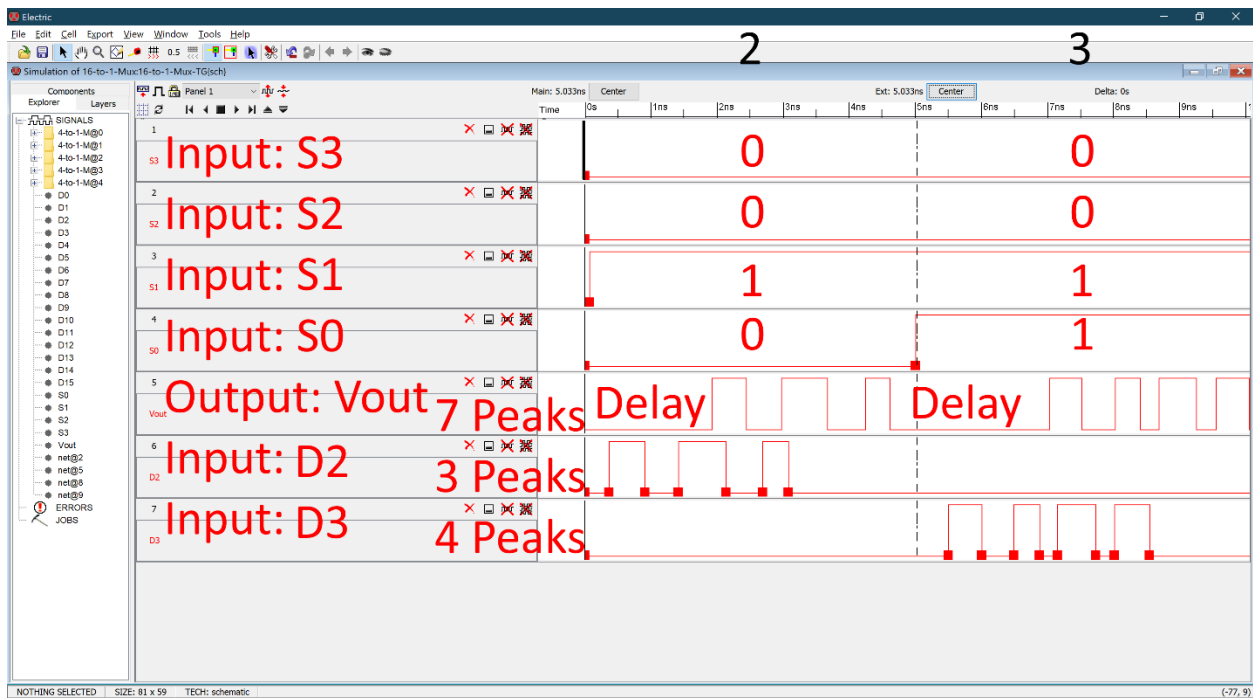 Electric
File Edit Cell Export View Window Tools Help
0.5
2 3
Simulation of 16-to-1-Mux:16-to-1-Mux-TG{sch}
Components
Explorer Layers
SIGNALS
4-to-1-M@0
4-to-1-M@1
4-to-1-M@2
4-to-1-M@3
4-to-1-M@4
D0
D1
D2
D3
D4
D5
D6
D7
D8
D9
D10
D11
D12
D13
D14
D15
S0
S1
S2
S3
Vout
net@2
net@5
net@8
net@9
ERRORS
JOBS
Panel 1
Main: 5.033ns Center Ext: 5.033ns Center Delta: 0s
Time 0s 1ns 2ns 3ns 4ns 5ns 6ns 7ns 8ns 9ns
1
S3 Input: S3 0 0
2
S2 Input: S2 0 0
3
S1 Input: S1 1 1
4
S0 Input: S0 0 1
5
Vout Output: Vout 7 Peaks Delay Delay
6
D2 Input: D2 3 Peaks
7
D3 Input: D3 4 Peaks
NOTHING SELECTED SIZE: 81 x 59 TECH: schematic (-77, 9)